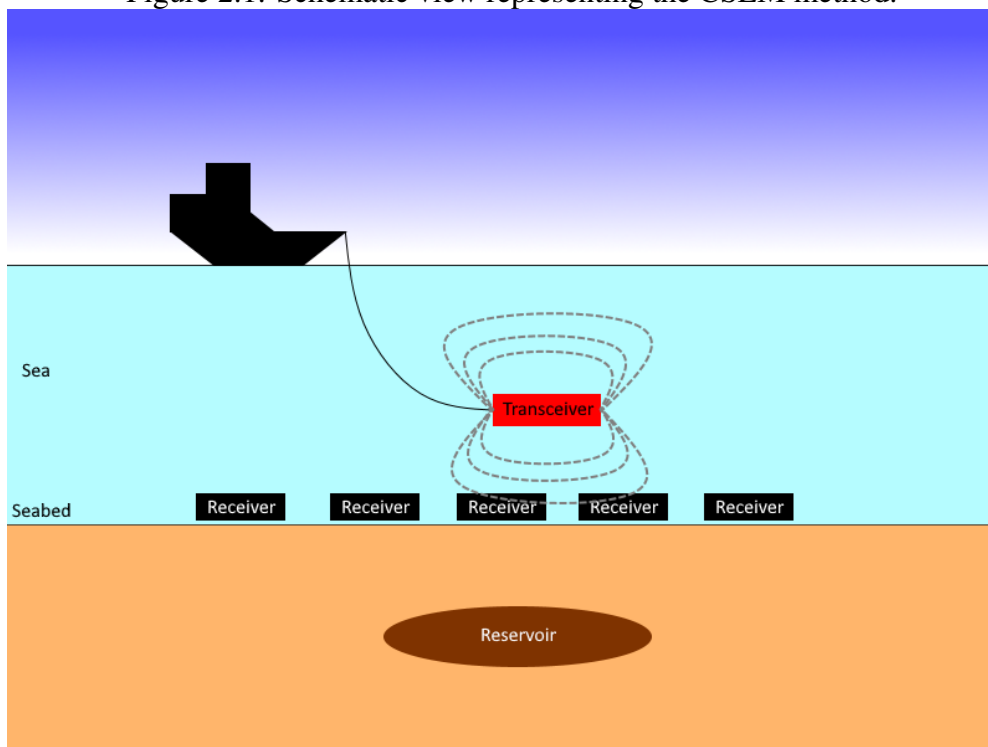 Figure 2.1: Schematic view representing the CSEM method.
Sea
Transceiver
Seabed
Receiver
Receiver
Receiver
Receiver
Receiver
Reservoir